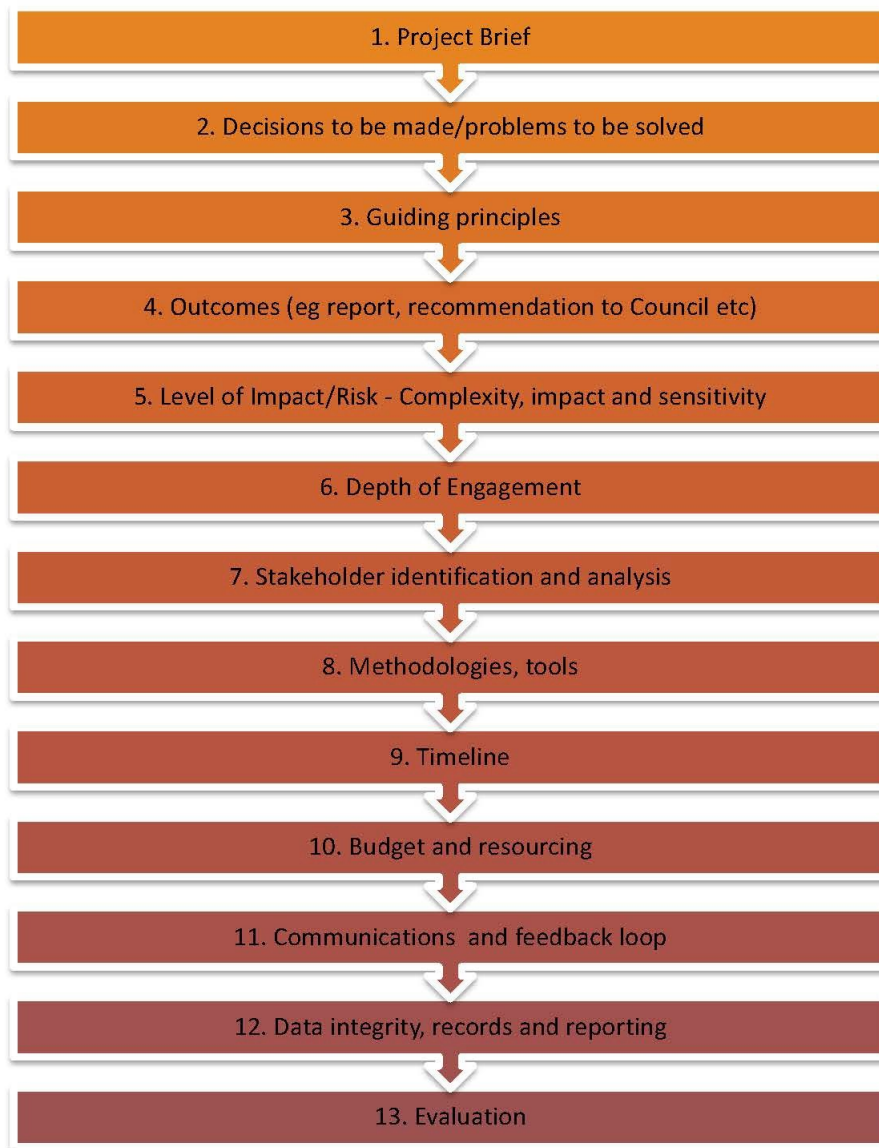 1. Project Brief
2. Decisions to be made/problems to be solved
3. Guiding principles
4. Outcomes (eg report, recommendation to Council etc)
5. Level of Impact/Risk - Complexity, impact and sensitivity
6. Depth of Engagement
7. Stakeholder identification and analysis
8. Methodologies, tools
9. Timeline
10. Budget and resourcing
11. Communications  and feedback loop
12. Data integrity, records and reporting
13. Evaluation